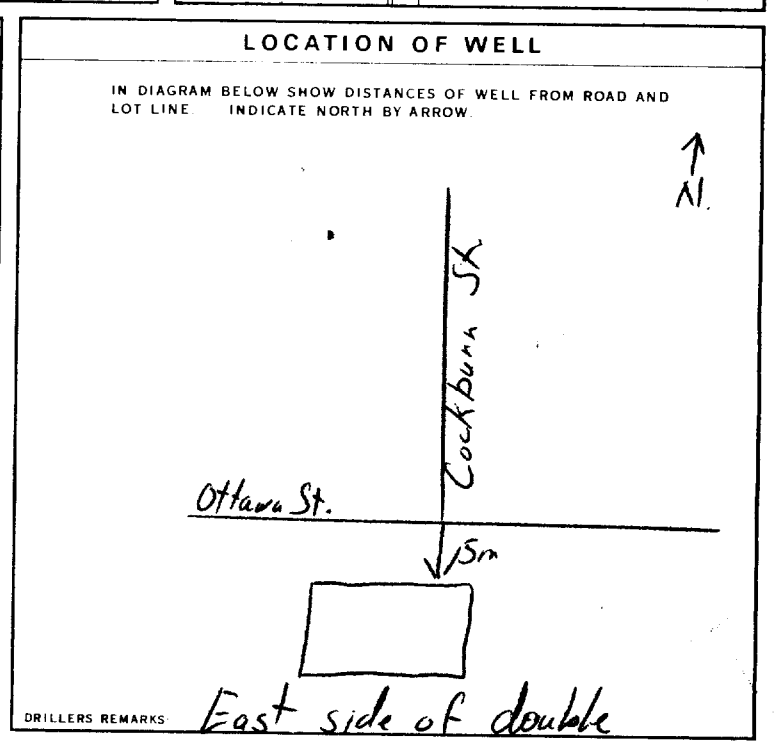 LOCATION OF WELL
IN DIAGRAM BELOW SHOW DISTANCES OF WELL FROM ROAD AND
LOT LINE. INDICATE NORTH BY ARROW.
N.
Cockburn St.
Ottawa St.
15m
DRILLERS REMARKS: East side of double